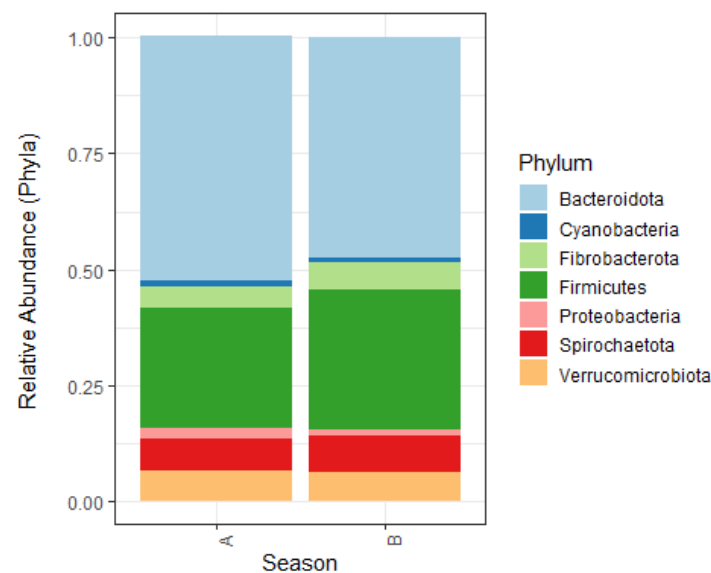 Relative Abundance (Phyla)
1.00
0.75
0.50
0.25
0.00
A
B
Season
Phylum
Bacteroidota
Cyanobacteria
Fibrobacterota
Firmicutes
Proteobacteria
Spirochaetota
Verrucomicrobiota